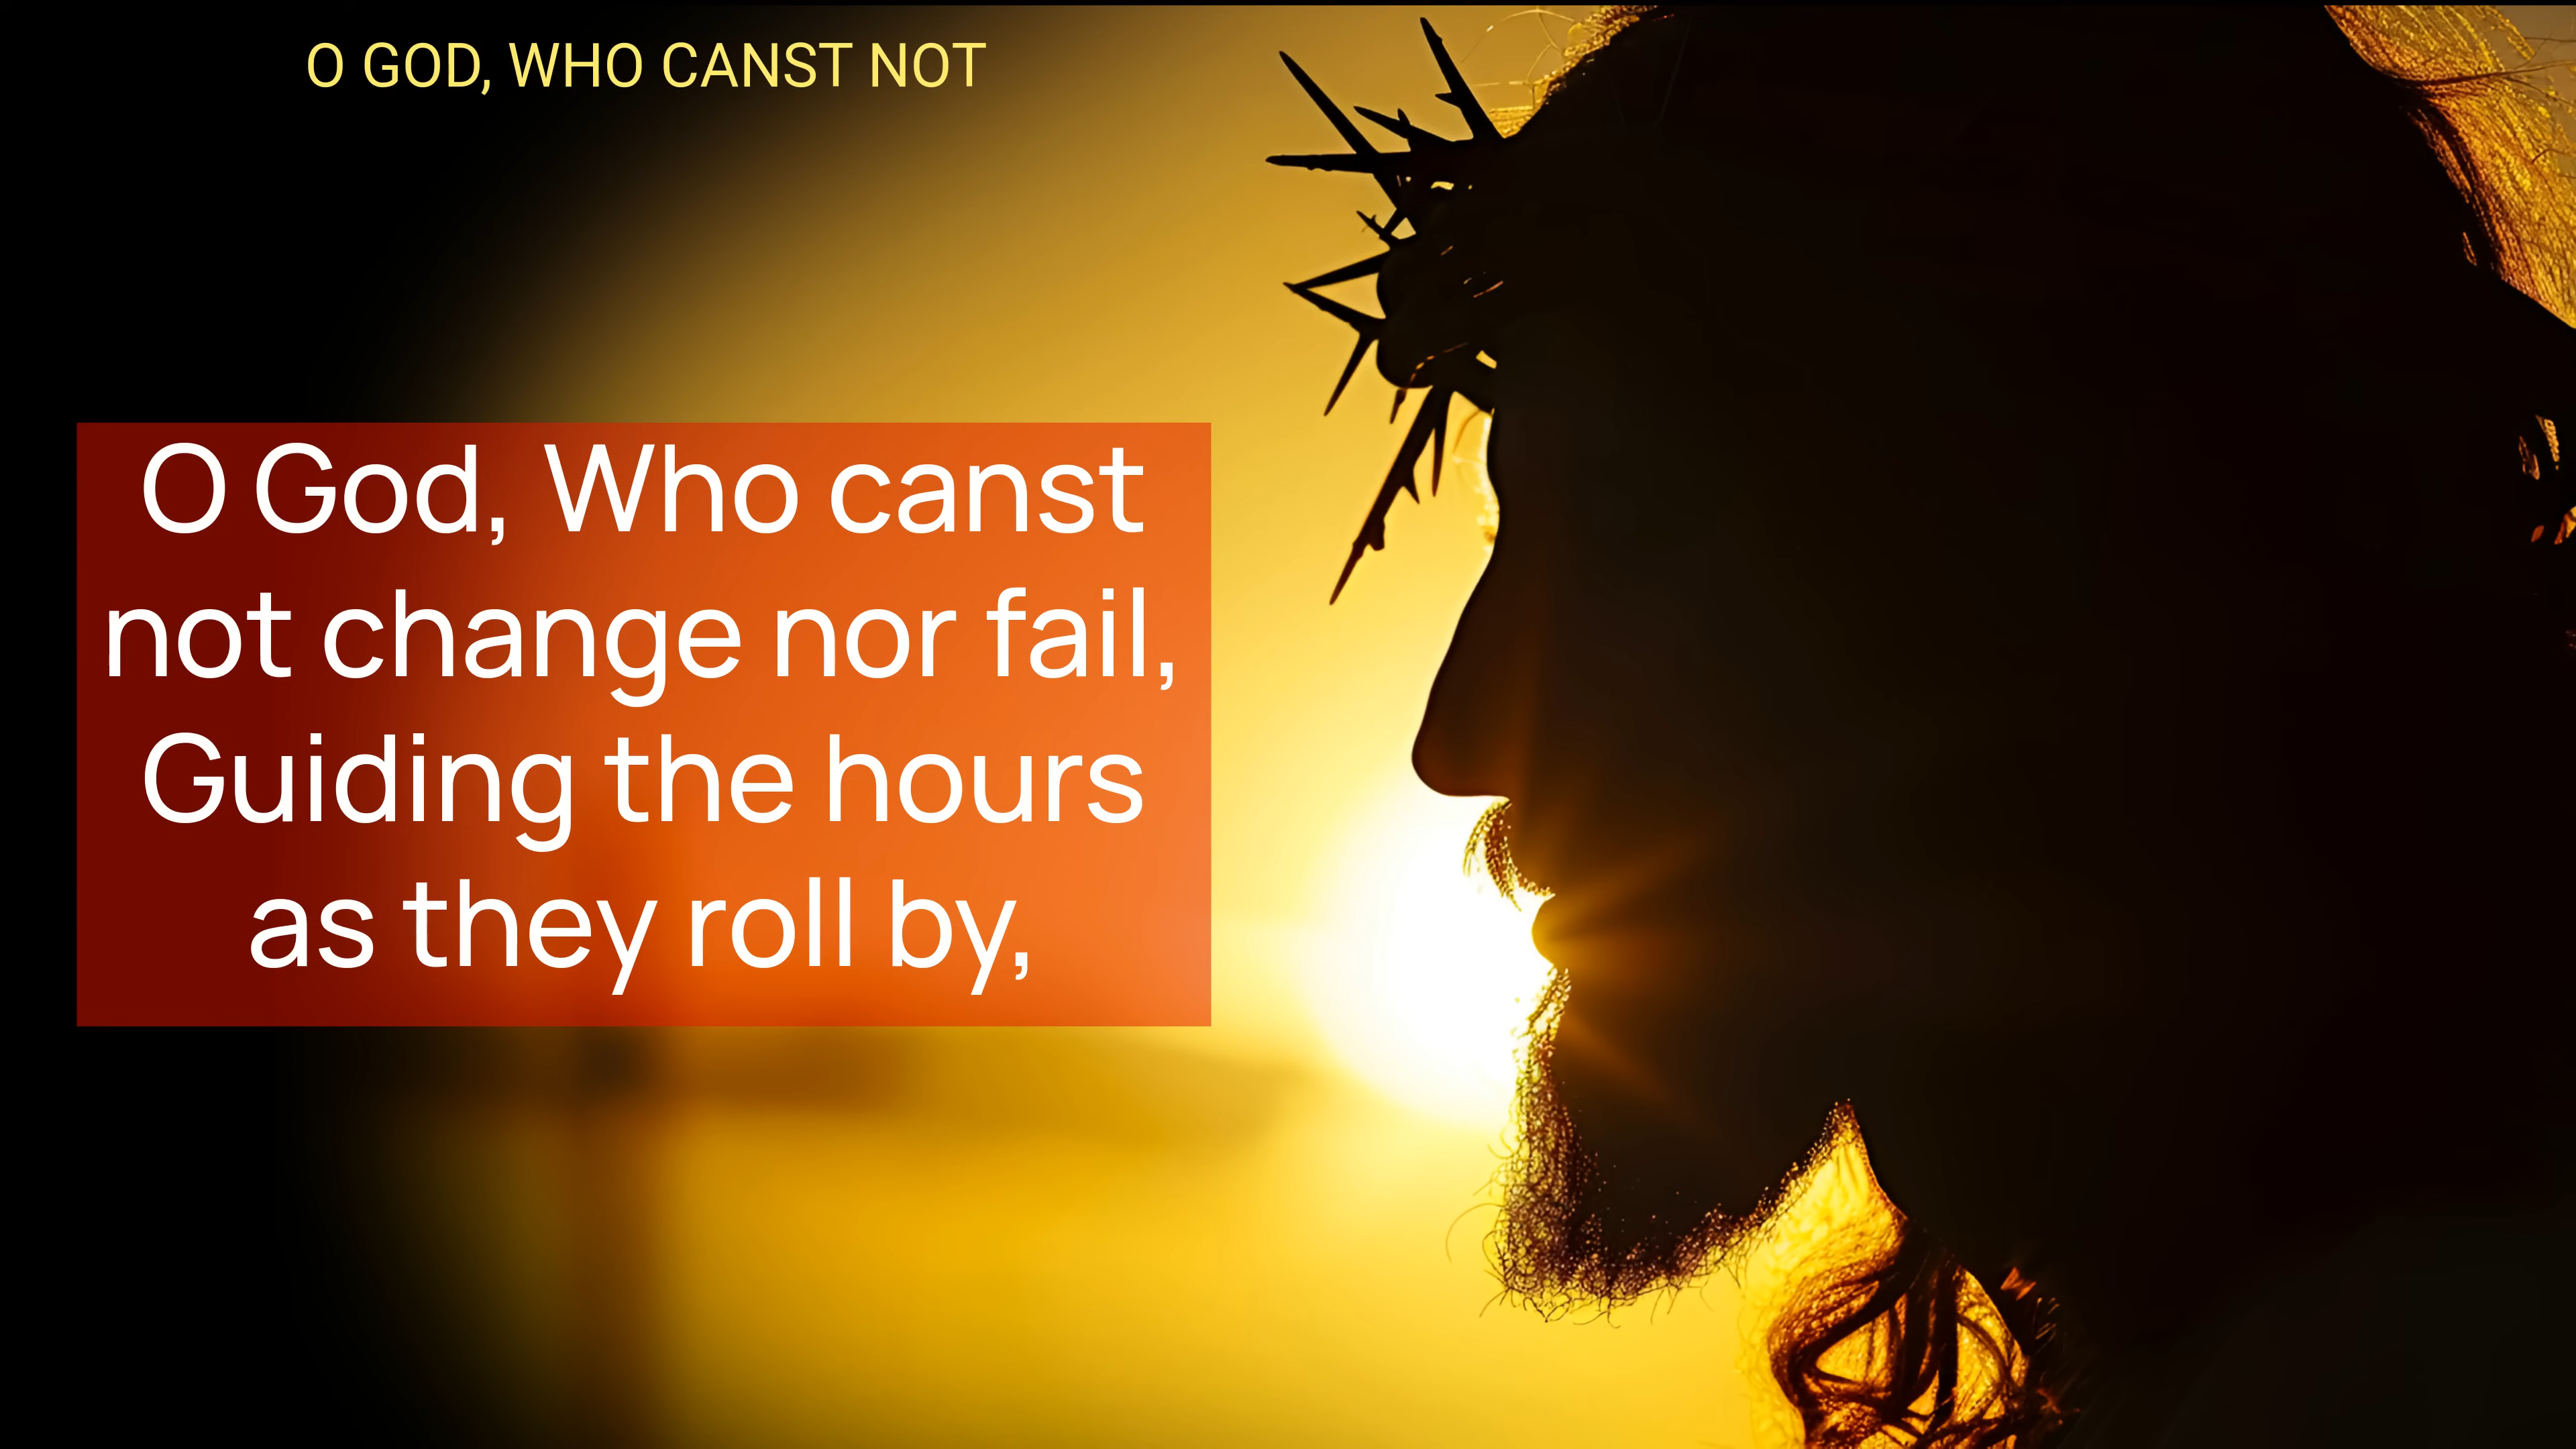 O GOD, WHO CANST NOT
O God, Who canst
not change nor fail,
Guiding the hours
as they roll by,